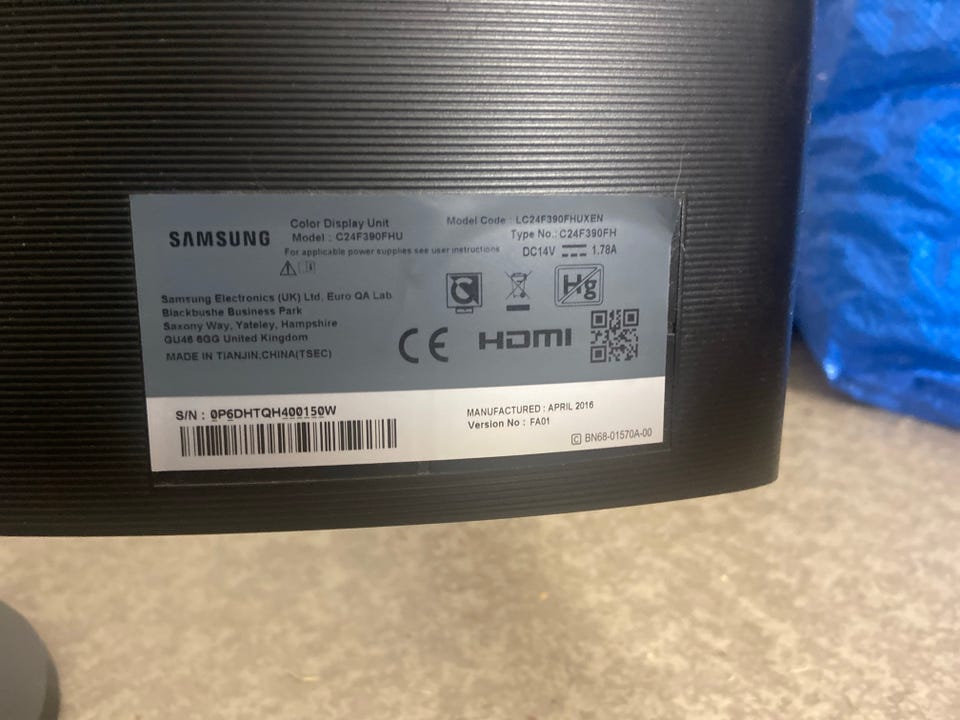 SAMSUNG
Color Display Unit
Model : C24F390FHU
For applicable power supplies see user instructions
Model Code : LC24F390FHUXEN
Type No.: C24F390FH
DC14V 1.78A
Samsung Electronics (UK) Ltd, Euro QA Lab
Blackbushe Business Park
Saxony Way, Yateley, Hampshire
GU46 6GG United Kingdom
MADE IN TIANJIN,CHINA(TSEC)
Hg
CE
HDMI
S/N : 0P6DHTQH400150W
MANUFACTURED : APRIL 2016
Version No : FA01
C BN68-01570A-00